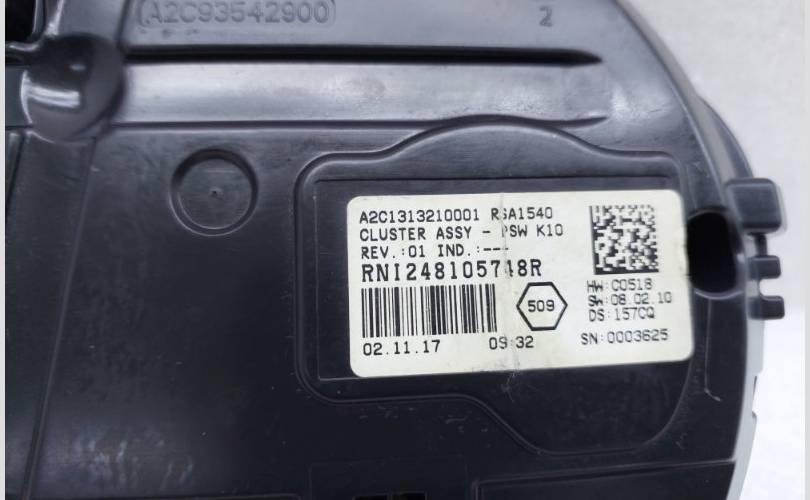 A2C93542900
2
A2C1313210001 RSA1540
CLUSTER ASSY - PSW K10
REV.:01 IND.:---
RNI248105748R
509
HW:C0518
SW:08.02.10
DS:157CQ
02.11.17 09:32
SN:0003625